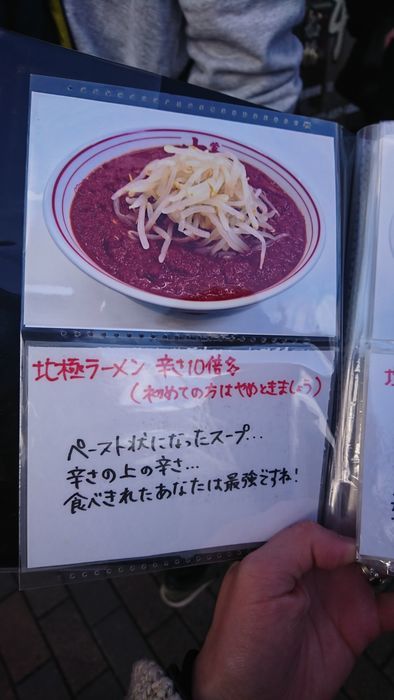 地極ラーメン 辛さ10倍冬
(初めての方はやめときましょう)
ペースト状になったスープ...
辛さの上の辛さ...
食べきれたあなたは最強ですね!